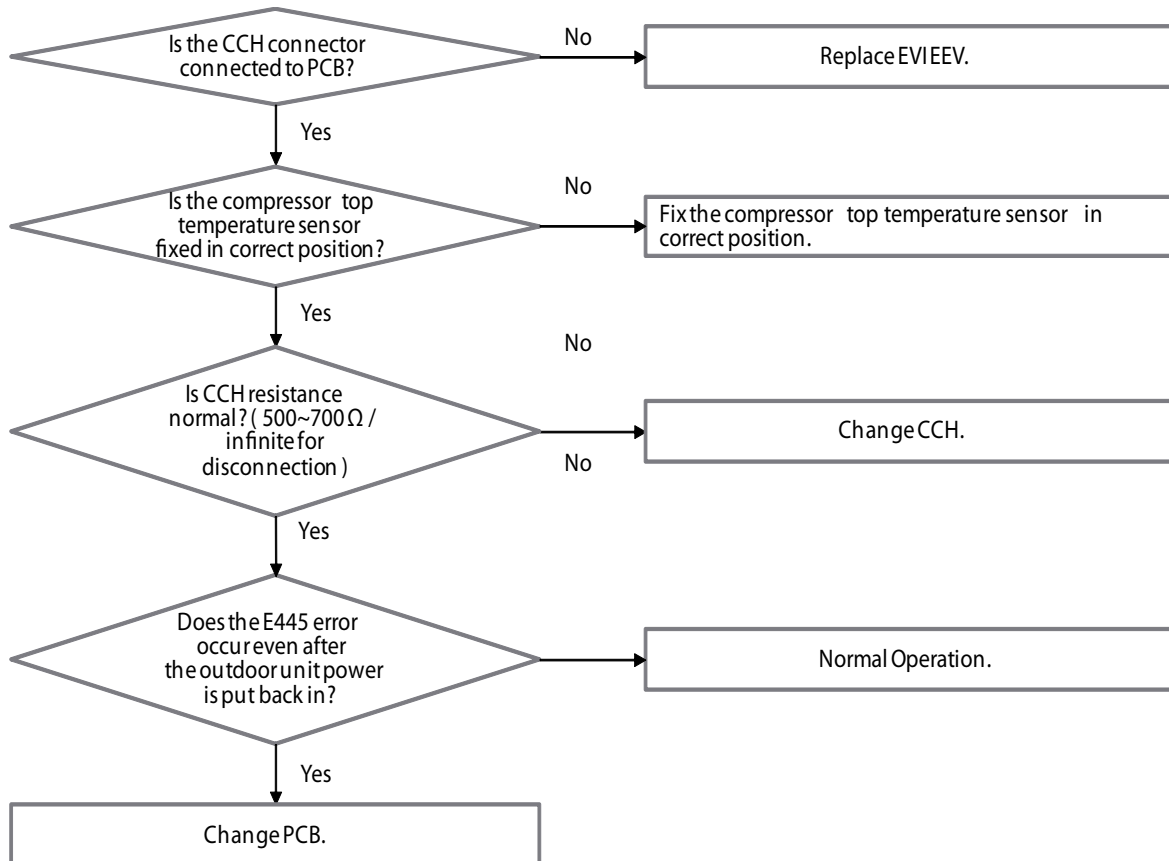 Is the CCH connector
connected to PCB?
No
Replace EVI EEV.
Yes
Is the compressor top
temperature sensor
fixed in correct position?
No
Fix the compressor top temperature sensor in
correct position.
Yes
No
Is CCH resistance
normal? ( 500~700 Ω /
infinite for
disconnection )
Change CCH.
No
Yes
Does the E445 error
occur even after
the outdoor unit power
is put back in?
Normal Operation.
Yes
Change PCB.